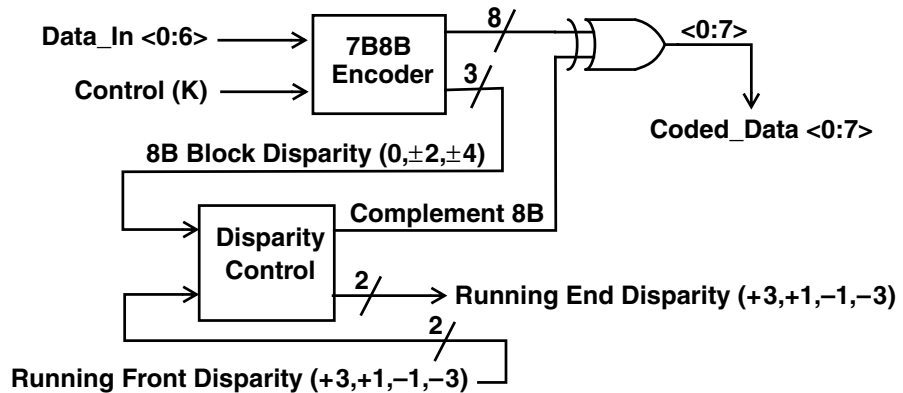 8
<0:7>
Data_In <0:6>
7B8B
Encoder
3
Control (K)
Coded_Data <0:7>
8B Block Disparity (0,±2,±4)
Complement 8B
Disparity
Control
2
Running End Disparity (+3,+1,–1,–3)
2
Running Front Disparity (+3,+1,–1,–3)